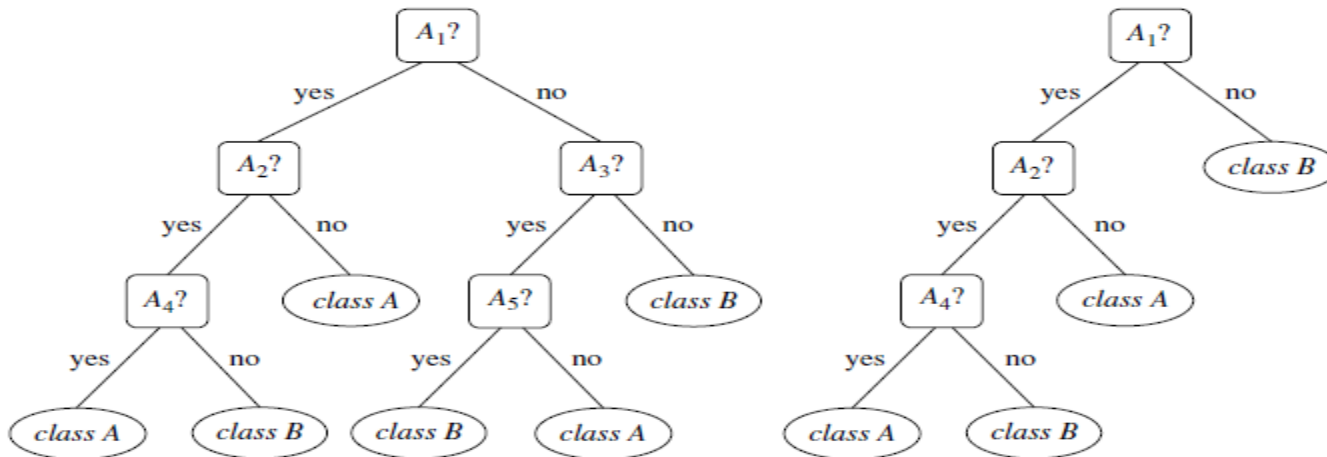 A₁? A₁?
yes no yes no
A₂? A₃? A₂? class B
yes no yes no yes no
A₄? class A A₅? class B A₄? class A
yes no yes no yes no
class A class B class B class A class A class B